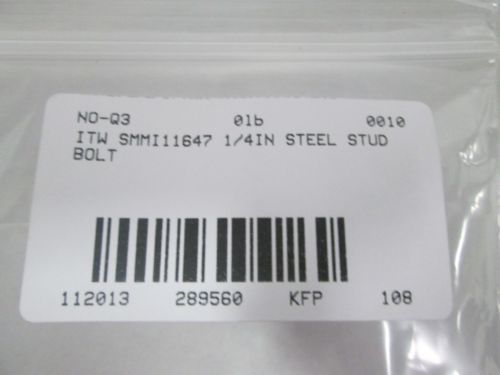 NO-Q3 01b 0010
ITW SMMI11647 1/4IN STEEL STUD
BOLT
112013 289560 KFP 108